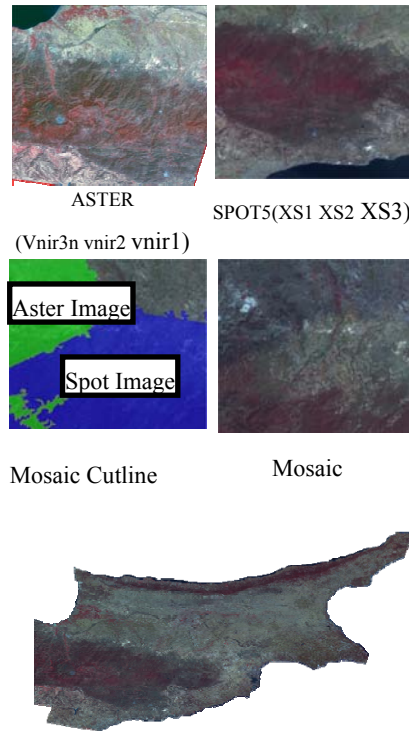 ASTER
(Vnir3n vnir2 vnir1)
SPOT5(XS1 XS2 XS3)
Aster Image
Spot Image
Mosaic Cutline
Mosaic